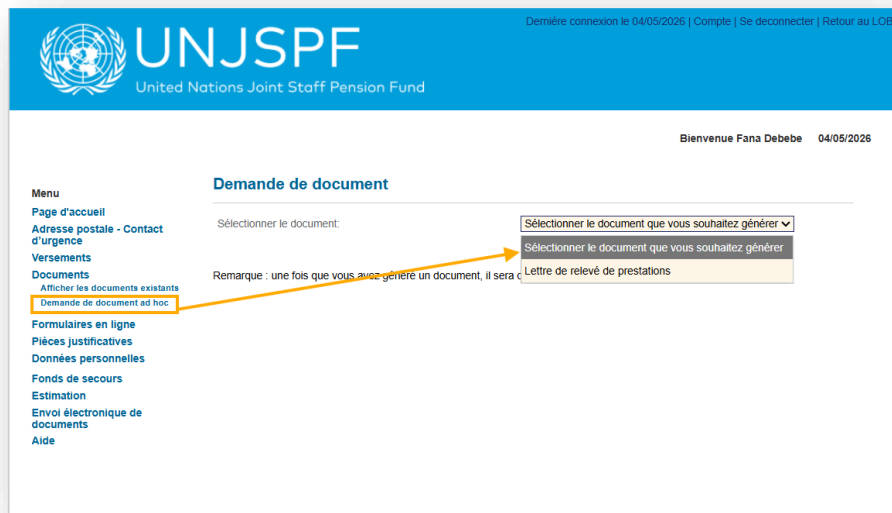 Dernière connexion le 04/05/2026 | Compte | Se deconnecter | Retour au LOB
UNJSPF
United Nations Joint Staff Pension Fund
Bienvenue Fana Debebe 04/05/2026
Menu
Page d'accueil
Adresse postale - Contact
d'urgence
Versements
Documents
Afficher les documents existants
Demande de document ad hoc
Formulaires en ligne
Pièces justificatives
Données personnelles
Fonds de secours
Estimation
Envoi électronique de
documents
Aide
Demande de document
Sélectionner le document:
Sélectionner le document que vous souhaitez générer
Sélectionner le document que vous souhaitez générer
Lettre de relevé de prestations
Remarque : une fois que vous avez généré un document, il sera